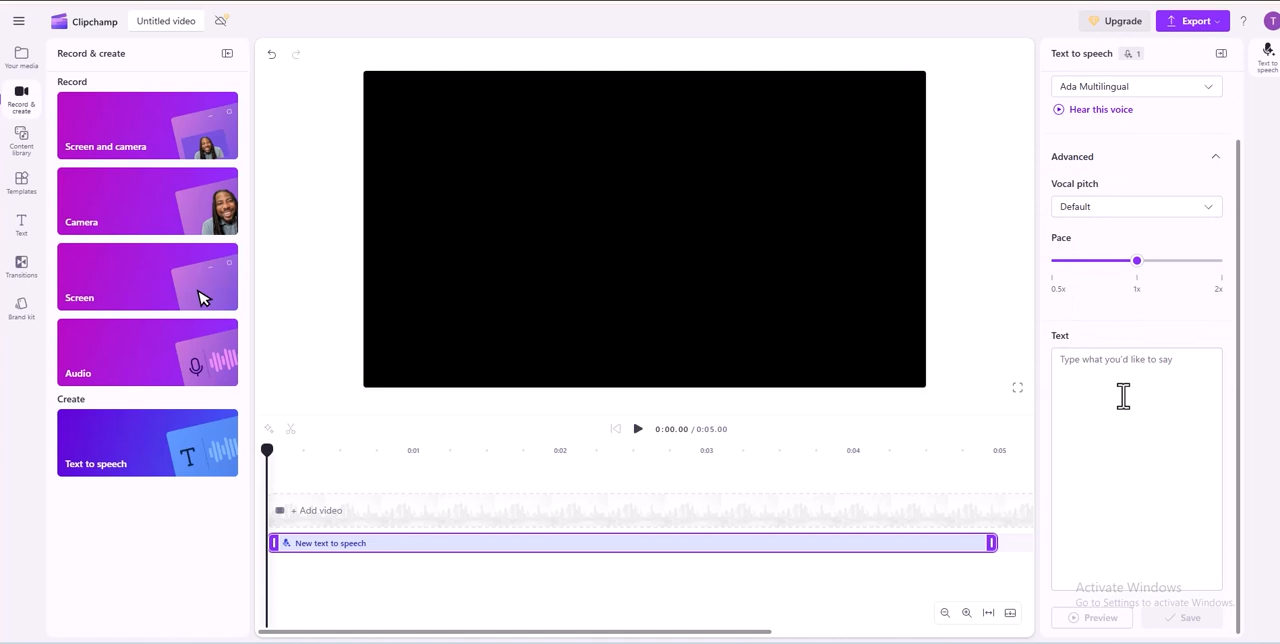 Clipchamp
Untitled video
Upgrade
Export
?
T
Your media
Record &
create
Content
library
Templates
Text
Transitions
Brand kit
Record & create
Record
Screen and camera
Camera
Screen
Audio
Create
T
Text to speech
0:00.00 / 0:05.00
0:01
0:02
0:03
0:04
0:05
+ Add video
New text to speech
Text to speech
1
Ada Multilingual
Hear this voice
Advanced
Vocal pitch
Default
Pace
0.5x
1x
2x
Text
Type what you'd like to say
Activate Windows
Go to Settings to activate Windows.
Preview
Save
Text to
speech